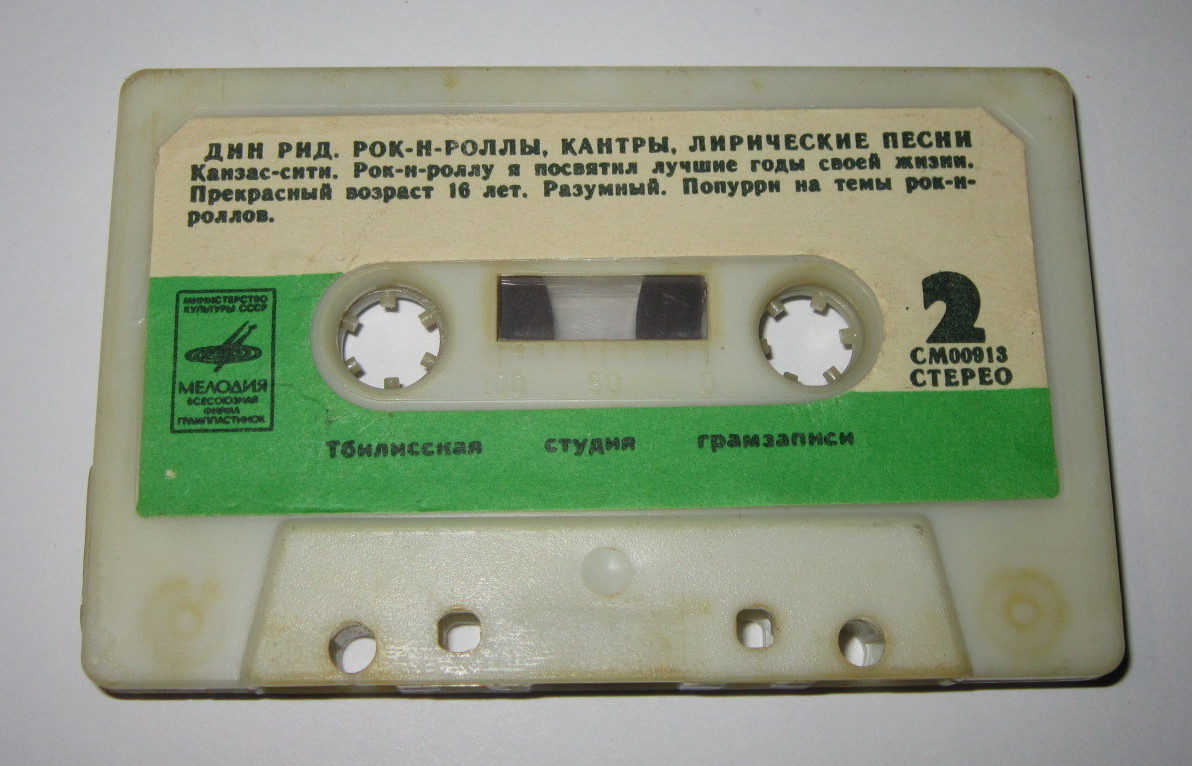 ДИН РИД. РОК-Н-РОЛЛЫ, КАНТРЫ, ЛИРИЧЕСКИЕ ПЕСНИ
Канзас-сити. Рок-н-роллу я посвятил лучшие годы своей жизни.
Прекрасный возраст 16 лет. Разумный. Попурри на темы рок-н-
роллов.
МИНИСТЕРСТВО
КУЛЬТУРЫ СССР
МЕЛОДИЯ
ВСЕСОЮЗНАЯ
ФИРМА
ГРАМПЛАСТИНОК
2
СМ00913
СТЕРЕО
100 50 0
Тбилисская студия грамзаписи